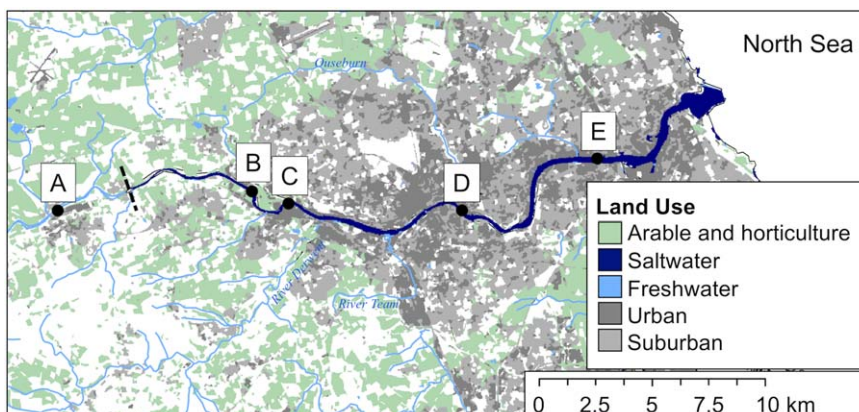 North Sea
Ouseburn
E
A
B
C
D
River Derwent
River Team
Land Use
Arable and horticulture
Saltwater
Freshwater
Urban
Suburban
0 2.5 5 7.5 10 km